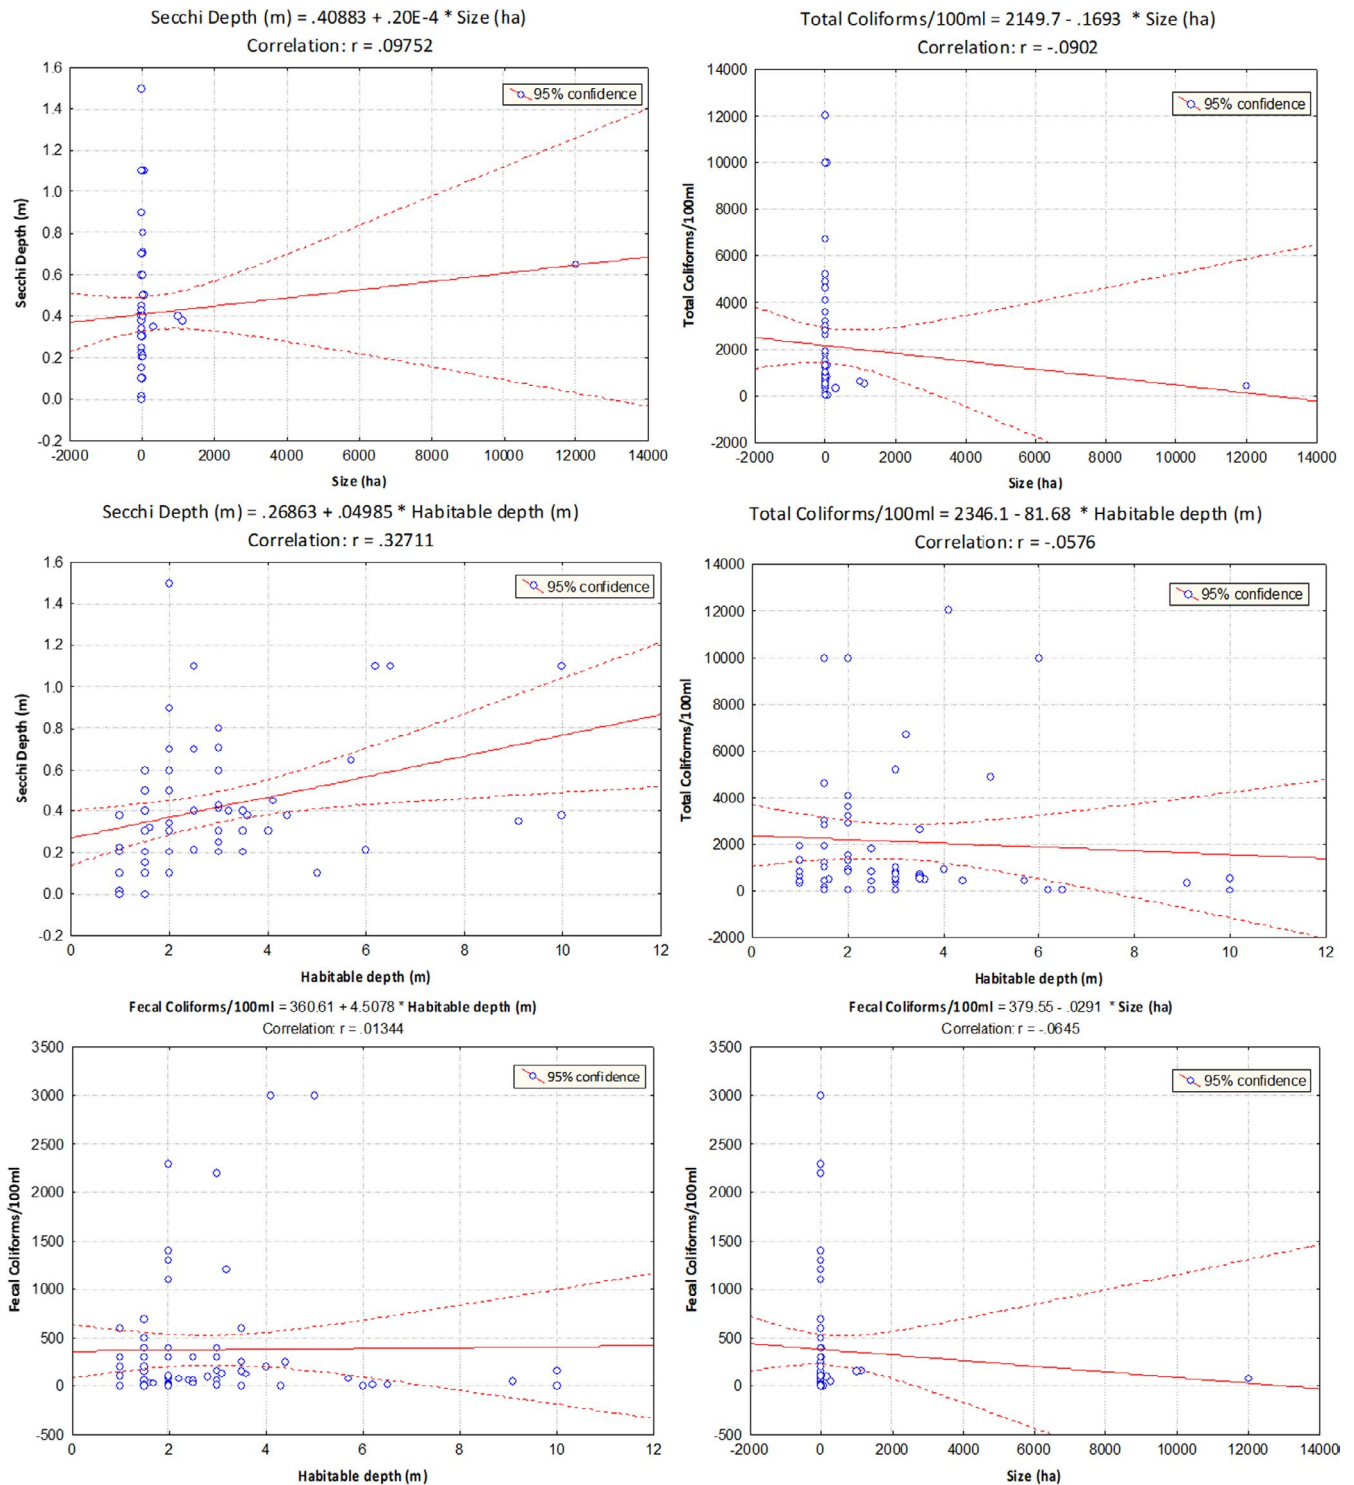 Secchi Depth (m) = .40883 + .20E-4 * Size (ha)
Correlation: r = .09752
1.6
1.4
1.2
1.0
0.8
0.6
0.4
0.2
0.0
-0.2
Secchi Depth (m)
95% confidence
-2000 0 2000 4000 6000 8000 10000 12000 14000
Size (ha)
Total Coliforms/100ml = 2149.7 - .1693 * Size (ha)
Correlation: r = -.0902
14000
12000
10000
8000
6000
4000
2000
0
-2000
Total Coliforms/100ml
95% confidence
-2000 0 2000 4000 6000 8000 10000 12000 14000
Size (ha)
Secchi Depth (m) = .26863 + .04985 * Habitable depth (m)
Correlation: r = .32711
1.6
1.4
1.2
1.0
0.8
0.6
0.4
0.2
0.0
-0.2
Secchi Depth (m)
95% confidence
0 2 4 6 8 10 12
Habitable depth (m)
Total Coliforms/100ml = 2346.1 - 81.68 * Habitable depth (m)
Correlation: r = -.0576
14000
12000
10000
8000
6000
4000
2000
0
-2000
Total Coliforms/100ml
95% confidence
0 2 4 6 8 10 12
Habitable depth (m)
Fecal Coliforms/100ml = 360.61 + 4.5078 * Habitable depth (m)
Correlation: r = .01344
3500
3000
2500
2000
1500
1000
500
0
-500
Fecal Coliforms/100ml
95% confidence
0 2 4 6 8 10 12
Habitable depth (m)
Fecal Coliforms/100ml = 379.55 - .0291 * Size (ha)
Correlation: r = -.0645
3500
3000
2500
2000
1500
1000
500
0
-500
Fecal Coliforms/100ml
95% confidence
-2000 0 2000 4000 6000 8000 10000 12000 14000
Size (ha)